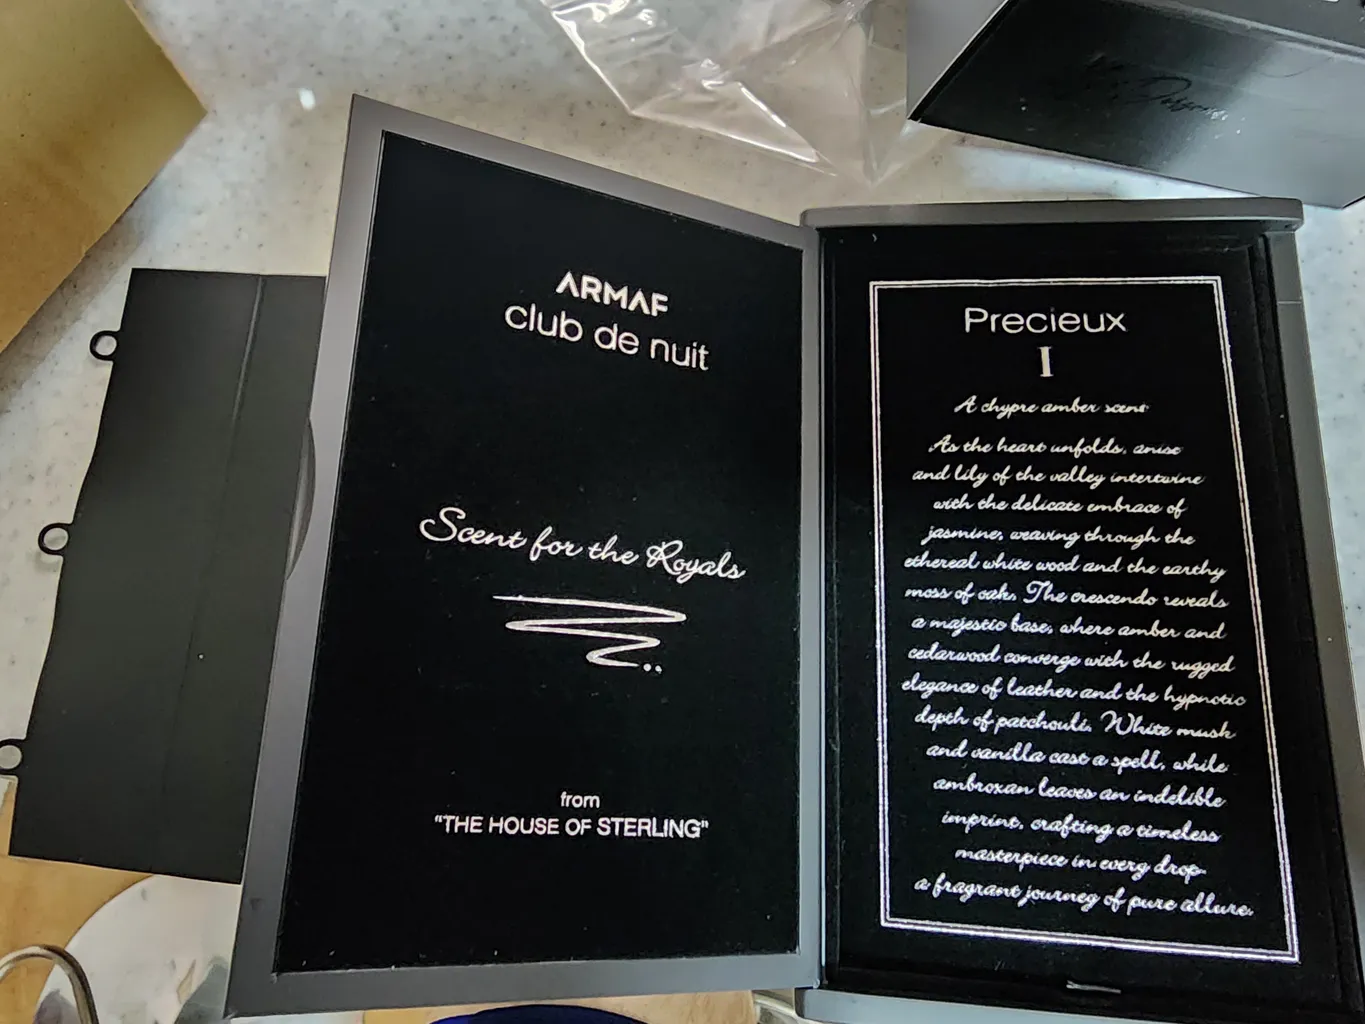 ARMAF
club de nuit
Scent for the Royals
from
"THE HOUSE OF STERLING"
Precieux
I
A chypre amber scent
As the heart unfolds, anise
and lily of the valley intertwine
with the delicate embrace of
jasmine, weaving through the
ethereal white wood and the earthy
moss of oak. The crescendo reveals
a majestic base, where amber and
cedarwood converge with the rugged
elegance of leather and the hypnotic
depth of patchouli. White musk
and vanilla cast a spell, while
ambroxan leaves an indelible
imprint, crafting a timeless
masterpiece in every drop-
a fragrant journey of pure allure.